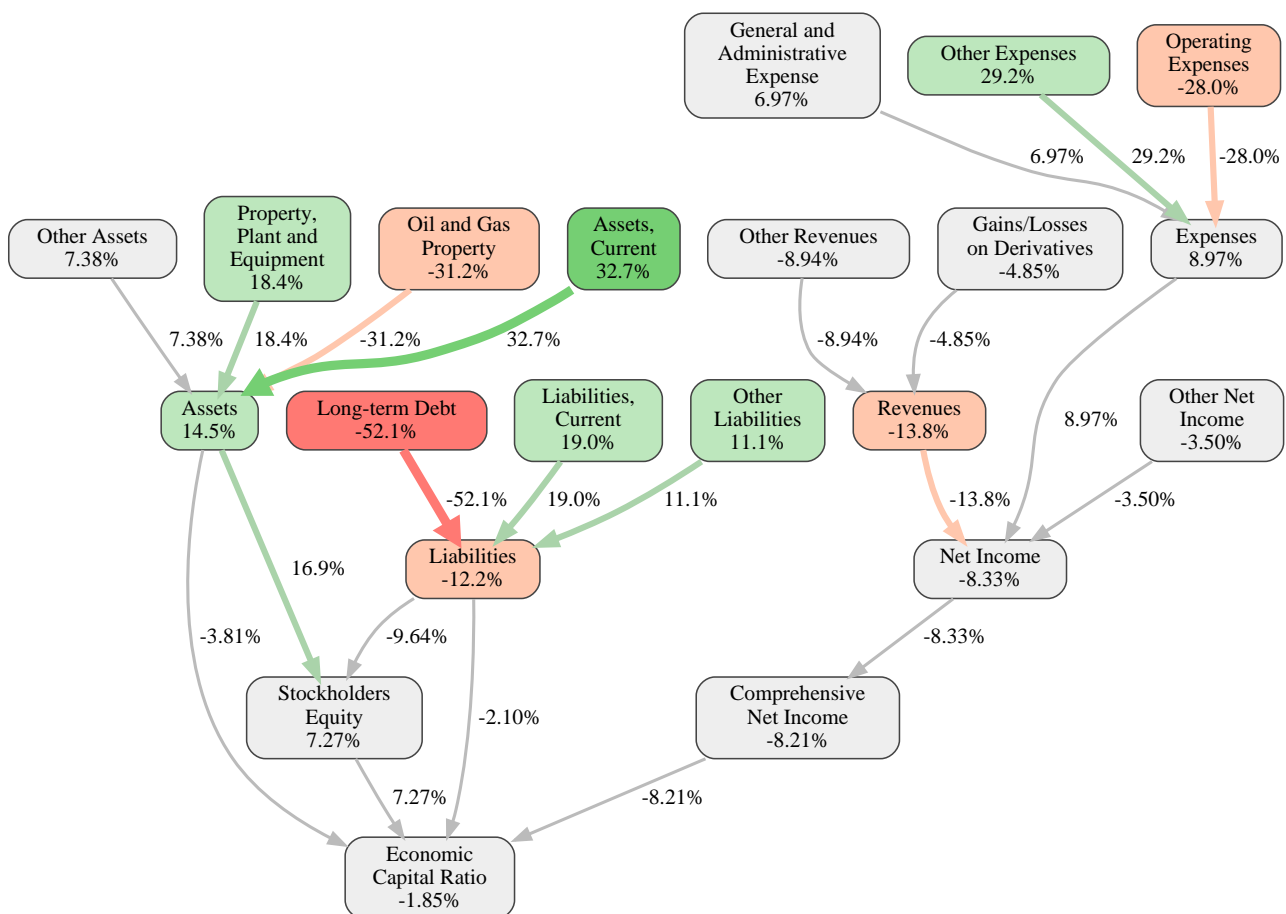 General and
Administrative
Expense
6.97%
Other Expenses
29.2%
Operating
Expenses
-28.0%
6.97%
29.2%
-28.0%
Other Assets
7.38%
Property,
Plant and
Equipment
18.4%
Oil and Gas
Property
-31.2%
Assets,
Current
32.7%
Other Revenues
-8.94%
Gains/Losses
on Derivatives
-4.85%
Expenses
8.97%
7.38%
18.4%
-31.2%
32.7%
-8.94%
-4.85%
Assets
14.5%
Long-term Debt
-52.1%
Liabilities,
Current
19.0%
Other
Liabilities
11.1%
Revenues
-13.8%
8.97%
Other Net
Income
-3.50%
-52.1%
19.0%
11.1%
-13.8%
-3.50%
16.9%
Liabilities
-12.2%
Net Income
-8.33%
-3.81%
-9.64%
-8.33%
Stockholders
Equity
7.27%
-2.10%
Comprehensive
Net Income
-8.21%
7.27%
-8.21%
Economic
Capital Ratio
-1.85%